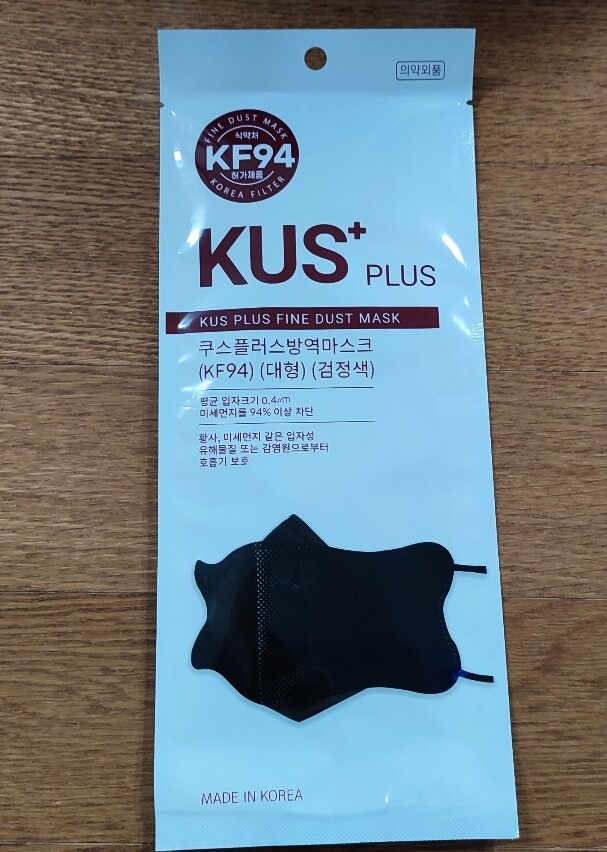 의약외품
FINE DUST MASK
식약처
KF94
허가제품
KOREA FILTER
KUS+ PLUS
KUS PLUS FINE DUST MASK
쿠스플러스방역마스크
(KF94) (대형) (검정색)
평균 입자크기 0.4㎛
미세먼지를 94% 이상 차단
황사, 미세먼지 같은 입자성
유해물질 또는 감염원으로부터
호흡기 보호
MADE IN KOREA